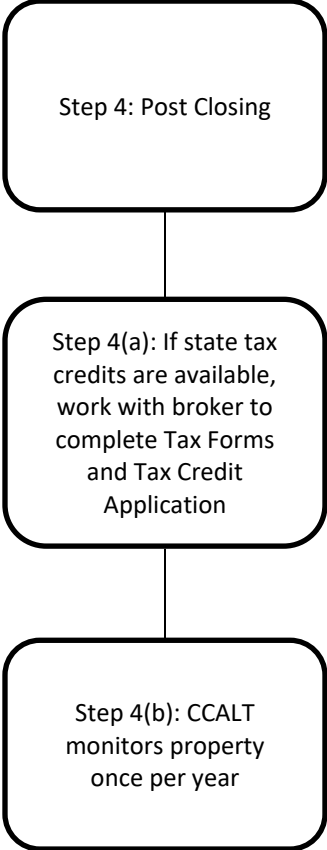 Step 4: Post Closing
Step 4(a): If state tax
credits are available,
work with broker to
complete Tax Forms
and Tax Credit
Application
Step 4(b): CCALT
monitors property
once per year